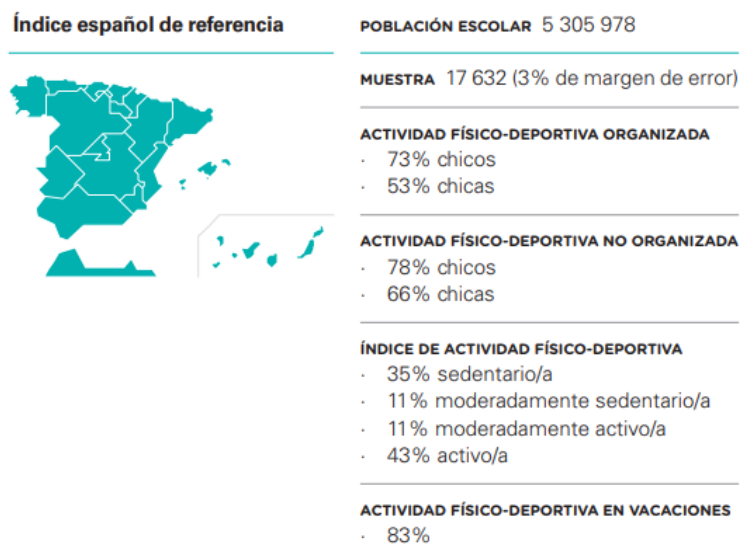 Índice español de referencia
POBLACIÓN ESCOLAR 5 305 978
MUESTRA 17 632 (3% de margen de error)
ACTIVIDAD FÍSICO-DEPORTIVA ORGANIZADA
· 73% chicos
· 53% chicas
ACTIVIDAD FÍSICO-DEPORTIVA NO ORGANIZADA
· 78% chicos
· 66% chicas
ÍNDICE DE ACTIVIDAD FÍSICO-DEPORTIVA
· 35% sedentario/a
· 11% moderadamente sedentario/a
· 11% moderadamente activo/a
· 43% activo/a
ACTIVIDAD FÍSICO-DEPORTIVA EN VACACIONES
· 83%